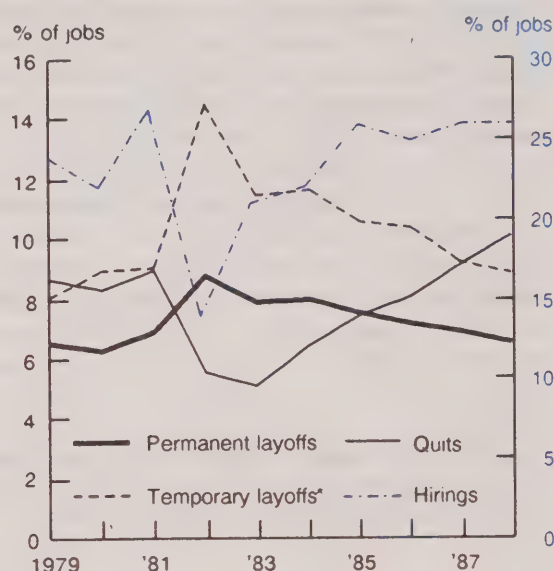 % of jobs
% of jobs
16
14
12
10
8
6
4
2
0
30
25
20
15
10
5
0
Permanent layoffs
Quits
Temporary layoffs*
Hirings
1979 '81 '83 '85 '87